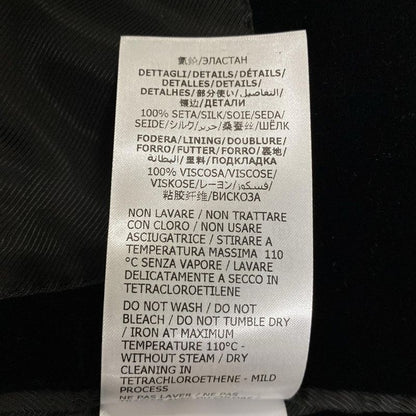 氨纶/ЭЛАСТАН
DETTAGLI/DETAILS/DÉTAILS/
DETALLES/DETAILS/
DETALHES/部分使い/التفاصيل/
镶边/ДЕТАЛИ
100% SETA/SILK/SOIE/SEDA/
SEIDE/シルク/حرير/桑蚕丝/ШЁЛК
FODERA/LINING/DOUBLURE/
FORRO/FUTTER/FORRO/裏地/
البطانة/里料/ПОДКЛАДКА
100% VISCOSA/VISCOSE/
VISKOSE/レーヨン/فسكوز/
粘胶纤维/ВИСКОЗА
NON LAVARE / NON TRATTARE
CON CLORO / NON USARE
ASCIUGATRICE / STIRARE A
TEMPERATURA MASSIMA 110
°C SENZA VAPORE / LAVARE
DELICATAMENTE A SECCO IN
TETRACLOROETILENE
DO NOT WASH / DO NOT
BLEACH / DO NOT TUMBLE DRY
/ IRON AT MAXIMUM
TEMPERATURE 110°C -
WITHOUT STEAM / DRY
CLEANING IN
TETRACHLOROETHENE - MILD
PROCESS
NE PAS LAVER / NE PAS